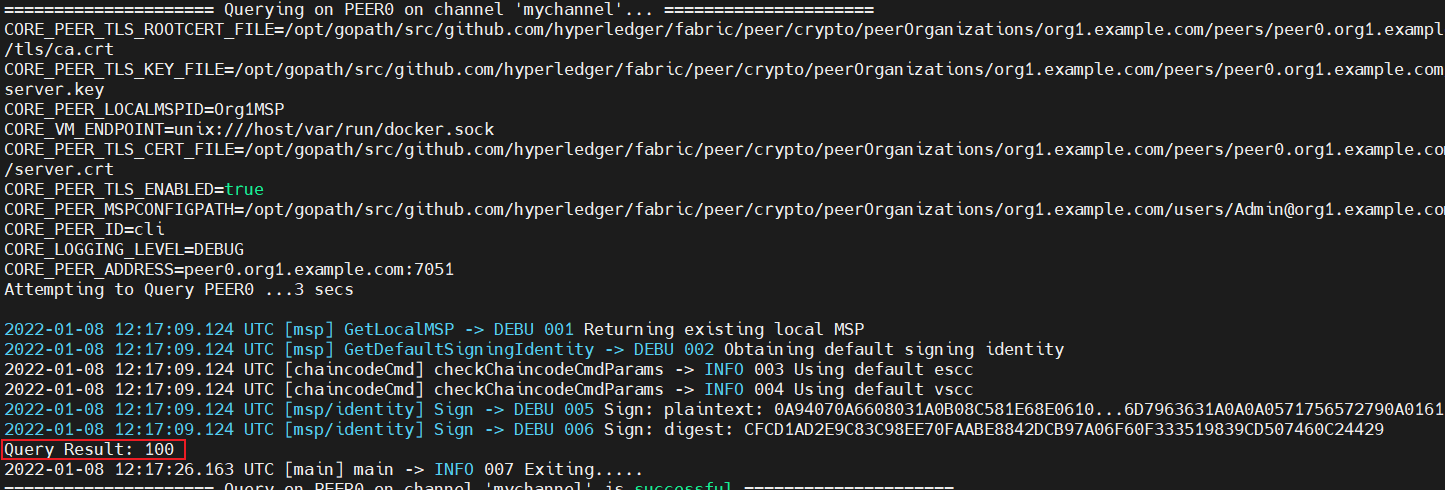 ===================== Querying on PEER0 on channel 'mychannel'... =====================
CORE_PEER_TLS_ROOTCERT_FILE=/opt/gopath/src/github.com/hyperledger/fabric/peer/crypto/peerOrganizations/org1.example.com/peers/peer0.org1.exampl
/tls/ca.crt
CORE_PEER_TLS_KEY_FILE=/opt/gopath/src/github.com/hyperledger/fabric/peer/crypto/peerOrganizations/org1.example.com/peers/peer0.org1.example.com
server.key
CORE_PEER_LOCALMSPID=Org1MSP
CORE_VM_ENDPOINT=unix:///host/var/run/docker.sock
CORE_PEER_TLS_CERT_FILE=/opt/gopath/src/github.com/hyperledger/fabric/peer/crypto/peerOrganizations/org1.example.com/peers/peer0.org1.example.co
/server.crt
CORE_PEER_TLS_ENABLED=true
CORE_PEER_MSPCONFIGPATH=/opt/gopath/src/github.com/hyperledger/fabric/peer/crypto/peerOrganizations/org1.example.com/users/Admin@org1.example.co
CORE_PEER_ID=cli
CORE_LOGGING_LEVEL=DEBUG
CORE_PEER_ADDRESS=peer0.org1.example.com:7051
Attempting to Query PEER0 ...3 secs
2022-01-08 12:17:09.124 UTC [msp] GetLocalMSP -> DEBU 001 Returning existing local MSP
2022-01-08 12:17:09.124 UTC [msp] GetDefaultSigningIdentity -> DEBU 002 Obtaining default signing identity
2022-01-08 12:17:09.124 UTC [chaincodeCmd] checkChaincodeCmdParams -> INFO 003 Using default escc
2022-01-08 12:17:09.124 UTC [chaincodeCmd] checkChaincodeCmdParams -> INFO 004 Using default vscc
2022-01-08 12:17:09.124 UTC [msp/identity] Sign -> DEBU 005 Sign: plaintext: 0A94070A6608031A0B08C581E68E0610...6D7963631A0A0A0571756572790A0161
2022-01-08 12:17:09.124 UTC [msp/identity] Sign -> DEBU 006 Sign: digest: CFCD1AD2E9C83C98EE70FAABE8842DCB97A06F60F333519839CD507460C24429
Query Result: 100
2022-01-08 12:17:26.163 UTC [main] main -> INFO 007 Exiting.....
===================== Query on PEER0 on channel 'mychannel' is successful =====================